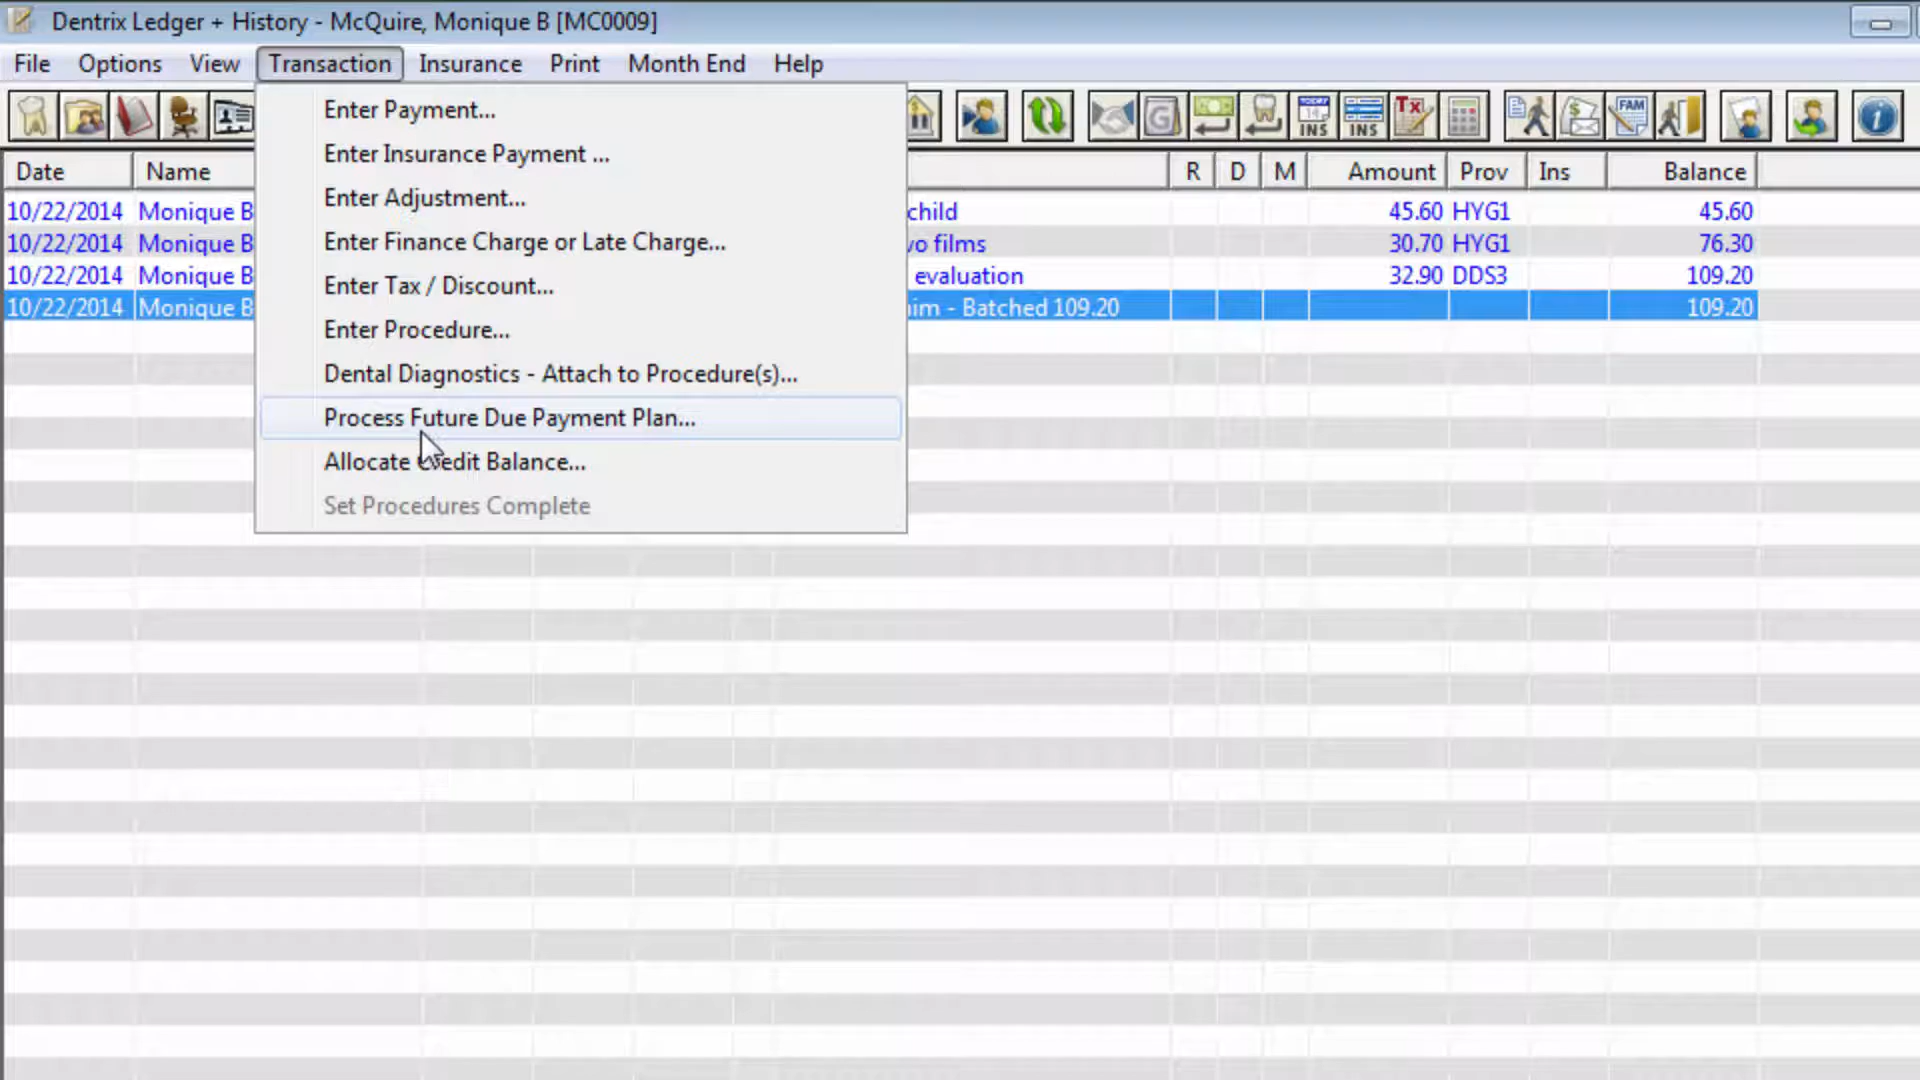 Dentrix Ledger + History - McQuire, Monique B [MC0009]
File Options View Transaction Insurance Print Month End Help
TODAY 14 INS INS Tx FAM
Date Name R D M Amount Prov Ins Balance
10/22/2014 Monique B child 45.60 HYG1 45.60
10/22/2014 Monique B films 30.70 HYG1 76.30
10/22/2014 Monique B evaluation 32.90 DDS3 109.20
10/22/2014 Monique B - Batched 109.20 109.20
Enter Payment...
Enter Insurance Payment ...
Enter Adjustment...
Enter Finance Charge or Late Charge...
Enter Tax / Discount...
Enter Procedure...
Dental Diagnostics - Attach to Procedure(s)...
Process Future Due Payment Plan...
Allocate Credit Balance...
Set Procedures Complete